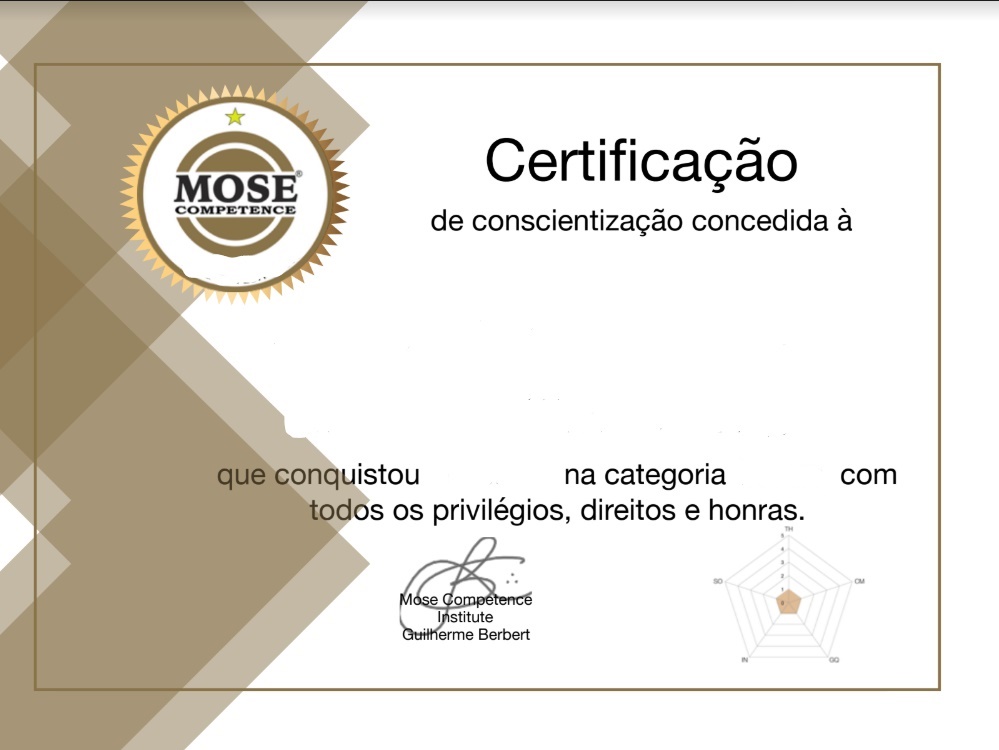 MOSE®
COMPETENCE
Certificação
de conscientização concedida à
que conquistou na categoria com
todos os privilégios, direitos e honras.
Mose Competence
Institute
Guilherme Berbert
TH
5
4
3
2
1
0
SO
CM
IN
GQ